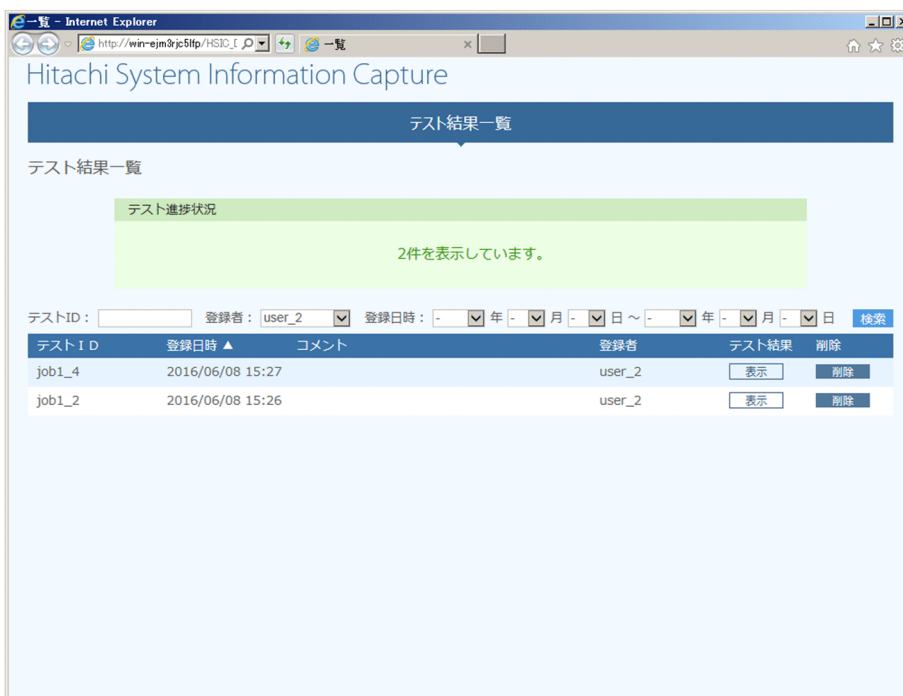 一覧 - Internet Explorer
http://win-ejm3rjc5lfp/HSIC_[
一覧
Hitachi System Information Capture
テスト結果一覧
テスト結果一覧
テスト進捗状況
2件を表示しています。
テストID： 登録者： user_2 登録日時： - 年 - 月 - 日 ～ - 年 - 月 - 日 検索
テストＩＤ 登録日時 ▲ コメント 登録者 テスト結果 削除
job1_4 2016/06/08 15:27 user_2 表示 削除
job1_2 2016/06/08 15:26 user_2 表示 削除